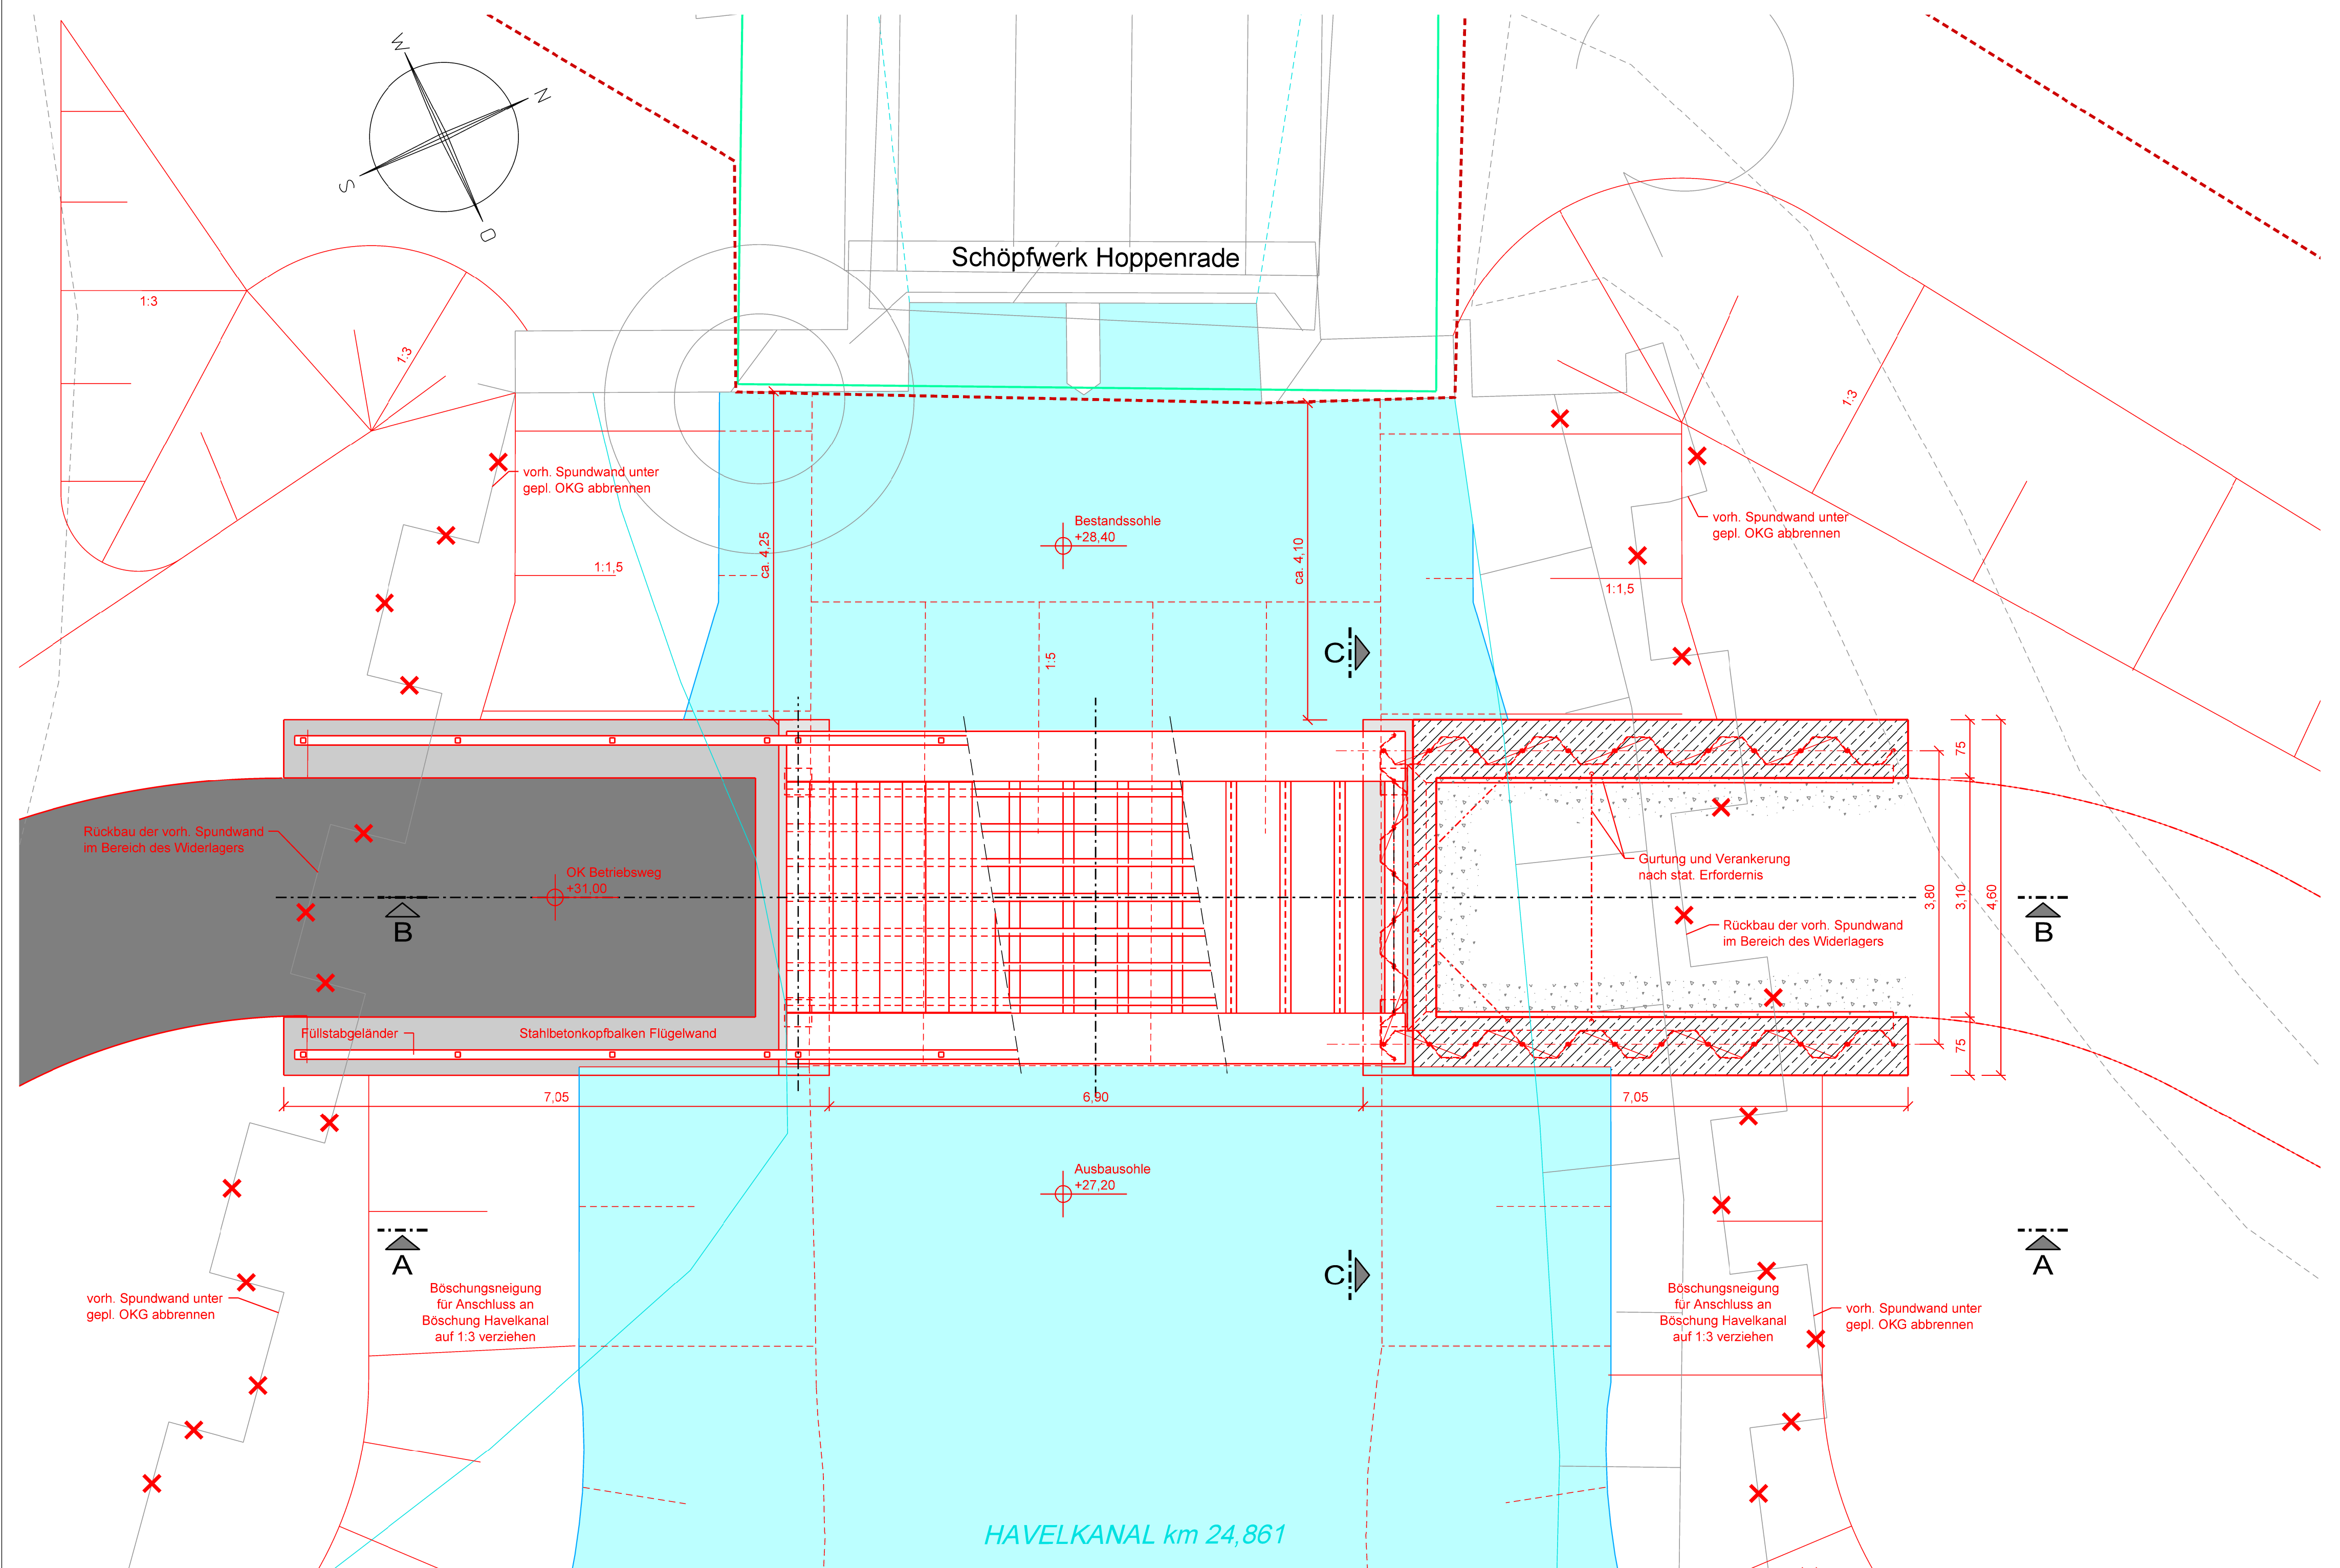 W
N
S
O
Schöpfwerk Hoppenrade
1:3
1:3
1:3
vorh. Spundwand unter
gepl. OKG abbrennen
vorh. Spundwand unter
gepl. OKG abbrennen
Bestandssohle
+28,40
ca. 4,25
ca. 4,10
1:1,5
1:1,5
1:5
C
75
Rückbau der vorh. Spundwand
im Bereich des Widerlagers
OK Betriebsweg
+31,00
Gurtung und Verankerung
nach stat. Erfordernis
3,80
3,10
4,60
B
B
Rückbau der vorh. Spundwand
im Bereich des Widerlagers
Füllstabgeländer
Stahlbetonkopfbalken Flügelwand
75
7,05
6,90
7,05
Ausbausohle
+27,20
A
A
C
Böschungsneigung
für Anschluss an
Böschung Havelkanal
auf 1:3 verziehen
Böschungsneigung
für Anschluss an
Böschung Havelkanal
auf 1:3 verziehen
vorh. Spundwand unter
gepl. OKG abbrennen
vorh. Spundwand unter
gepl. OKG abbrennen
HAVELKANAL km 24,861